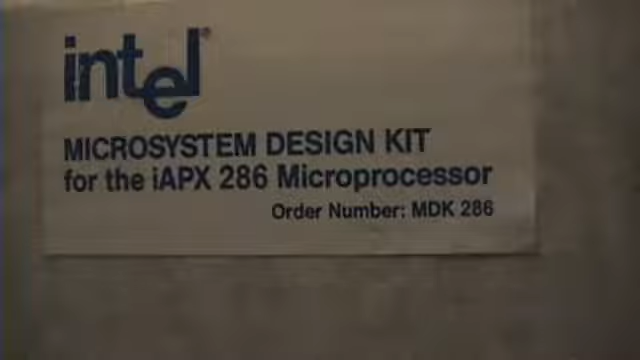 intel®
MICROSYSTEM DESIGN KIT
for the iAPX 286 Microprocessor
Order Number: MDK 286